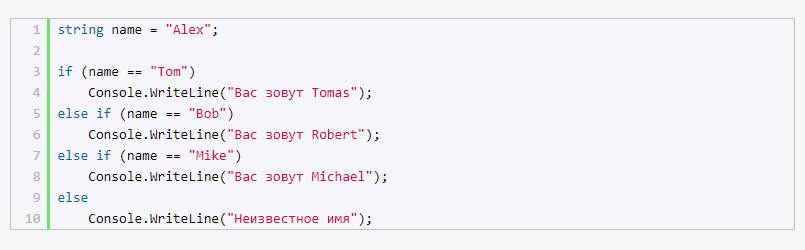 1 string name = "Alex";
2
3 if (name == "Tom")
4     Console.WriteLine("Вас зовут Tomas");
5 else if (name == "Bob")
6     Console.WriteLine("Вас зовут Robert");
7 else if (name == "Mike")
8     Console.WriteLine("Вас зовут Michael");
9 else
10     Console.WriteLine("Неизвестное имя");